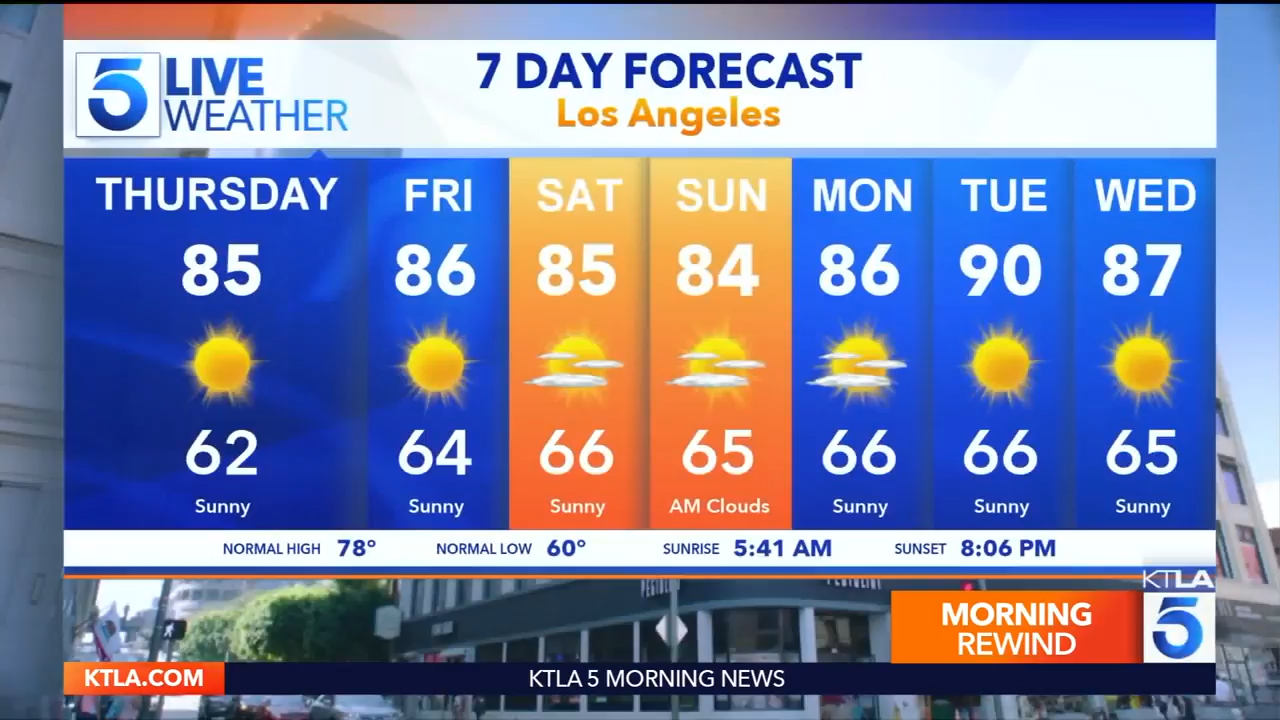 5 LIVE
WEATHER
7 DAY FORECAST
Los Angeles
THURSDAY FRI SAT SUN MON TUE WED
85 86 85 84 86 90 87
62 64 66 65 66 66 65
Sunny Sunny Sunny AM Clouds Sunny Sunny Sunny
NORMAL HIGH 78° NORMAL LOW 60° SUNRISE 5:41 AM SUNSET 8:06 PM
KTLA
5
MORNING
REWIND
KTLA.COM KTLA 5 MORNING NEWS